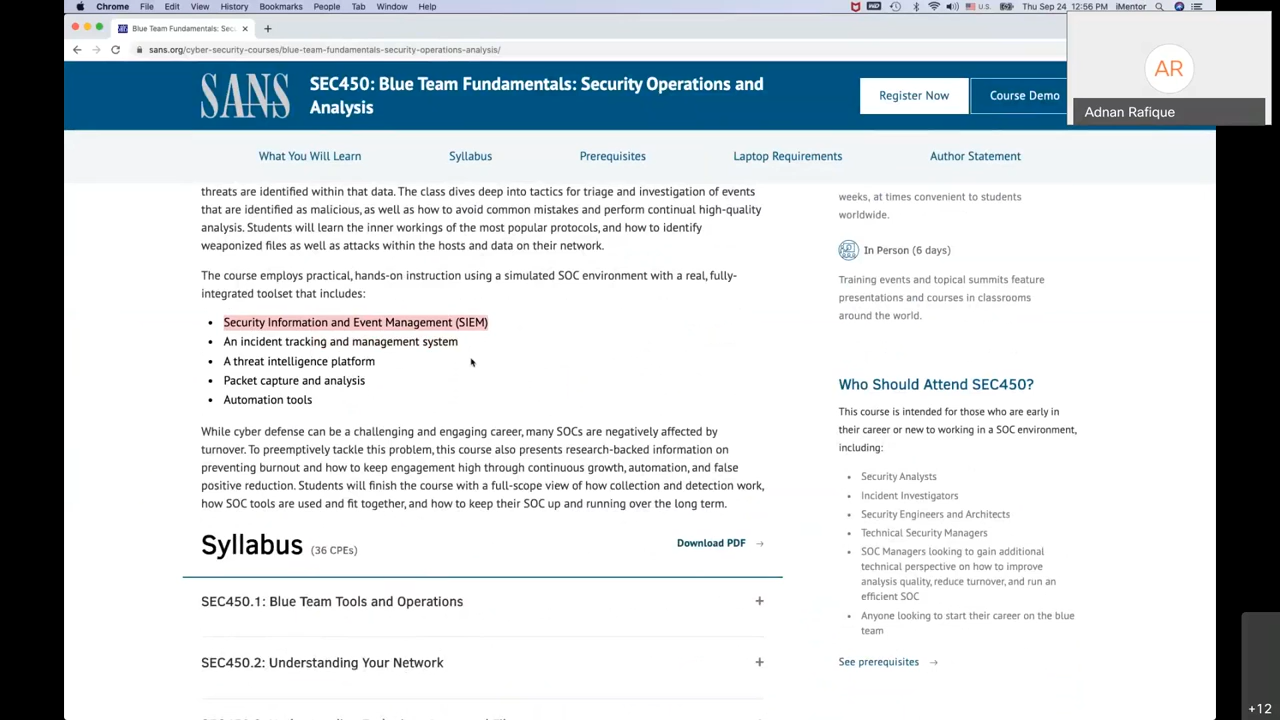 Chrome File Edit View History Bookmarks People Tab Window Help
U.S. Thu Sep 24 12:56 PM iMentor
Blue Team Fundamentals: Sec
sans.org/cyber-security-courses/blue-team-fundamentals-security-operations-analysis/
AR
Adnan Rafique
SANS
SEC450: Blue Team Fundamentals: Security Operations and
Analysis
Register Now
Course Demo
What You Will Learn
Syllabus
Prerequisites
Laptop Requirements
Author Statement
threats are identified within that data. The class dives deep into tactics for triage and investigation of events
that are identified as malicious, as well as how to avoid common mistakes and perform continual high-quality
analysis. Students will learn the inner workings of the most popular protocols, and how to identify
weaponized files as well as attacks within the hosts and data on their network.
The course employs practical, hands-on instruction using a simulated SOC environment with a real, fully-
integrated toolset that includes:
• Security Information and Event Management (SIEM)
• An incident tracking and management system
• A threat intelligence platform
• Packet capture and analysis
• Automation tools
While cyber defense can be a challenging and engaging career, many SOCs are negatively affected by
turnover. To preemptively tackle this problem, this course also presents research-backed information on
preventing burnout and how to keep engagement high through continuous growth, automation, and false
positive reduction. Students will finish the course with a full-scope view of how collection and detection work,
how SOC tools are used and fit together, and how to keep their SOC up and running over the long term.
Syllabus (36 CPEs)
Download PDF →
SEC450.1: Blue Team Tools and Operations +
SEC450.2: Understanding Your Network +
weeks, at times convenient to students
worldwide.
In Person (6 days)
Training events and topical summits feature
presentations and courses in classrooms
around the world.
Who Should Attend SEC450?
This course is intended for those who are early in
their career or new to working in a SOC environment,
including:
• Security Analysts
• Incident Investigators
• Security Engineers and Architects
• Technical Security Managers
• SOC Managers looking to gain additional
technical perspective on how to improve
analysis quality, reduce turnover, and run an
efficient SOC
• Anyone looking to start their career on the blue
team
See prerequisites →
+12